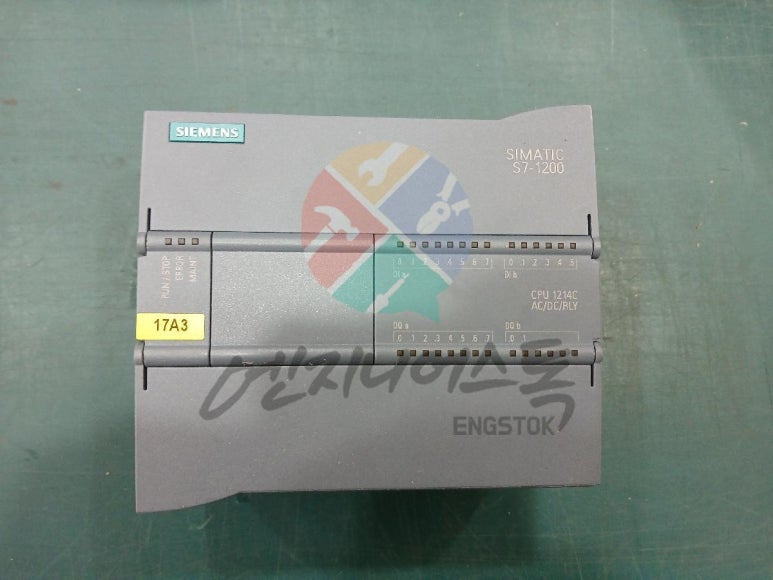 SIEMENS
SIMATIC
S7-1200
RUN / STOP
ERROR
MAINT
0 1 2 3 4 5 6 7
DI a
0 1 2 3 4 5
DI b
CPU 1214C
AC/DC/RLY
17A3
DQ a
0 1 2 3 4 5 6 7
DQ b
0 1
엔지니어스톡
ENGSTOK